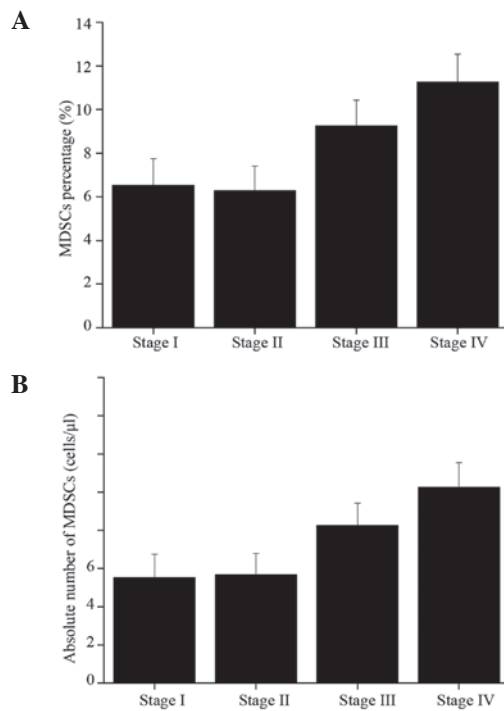 A
MDSCs percentage (%)
14
12
10
8
6
4
2
0
Stage I
Stage II
Stage III
Stage IV
B
Absolute number of MDSCs (cells/µl)
6
4
2
0
Stage I
Stage II
Stage III
Stage IV